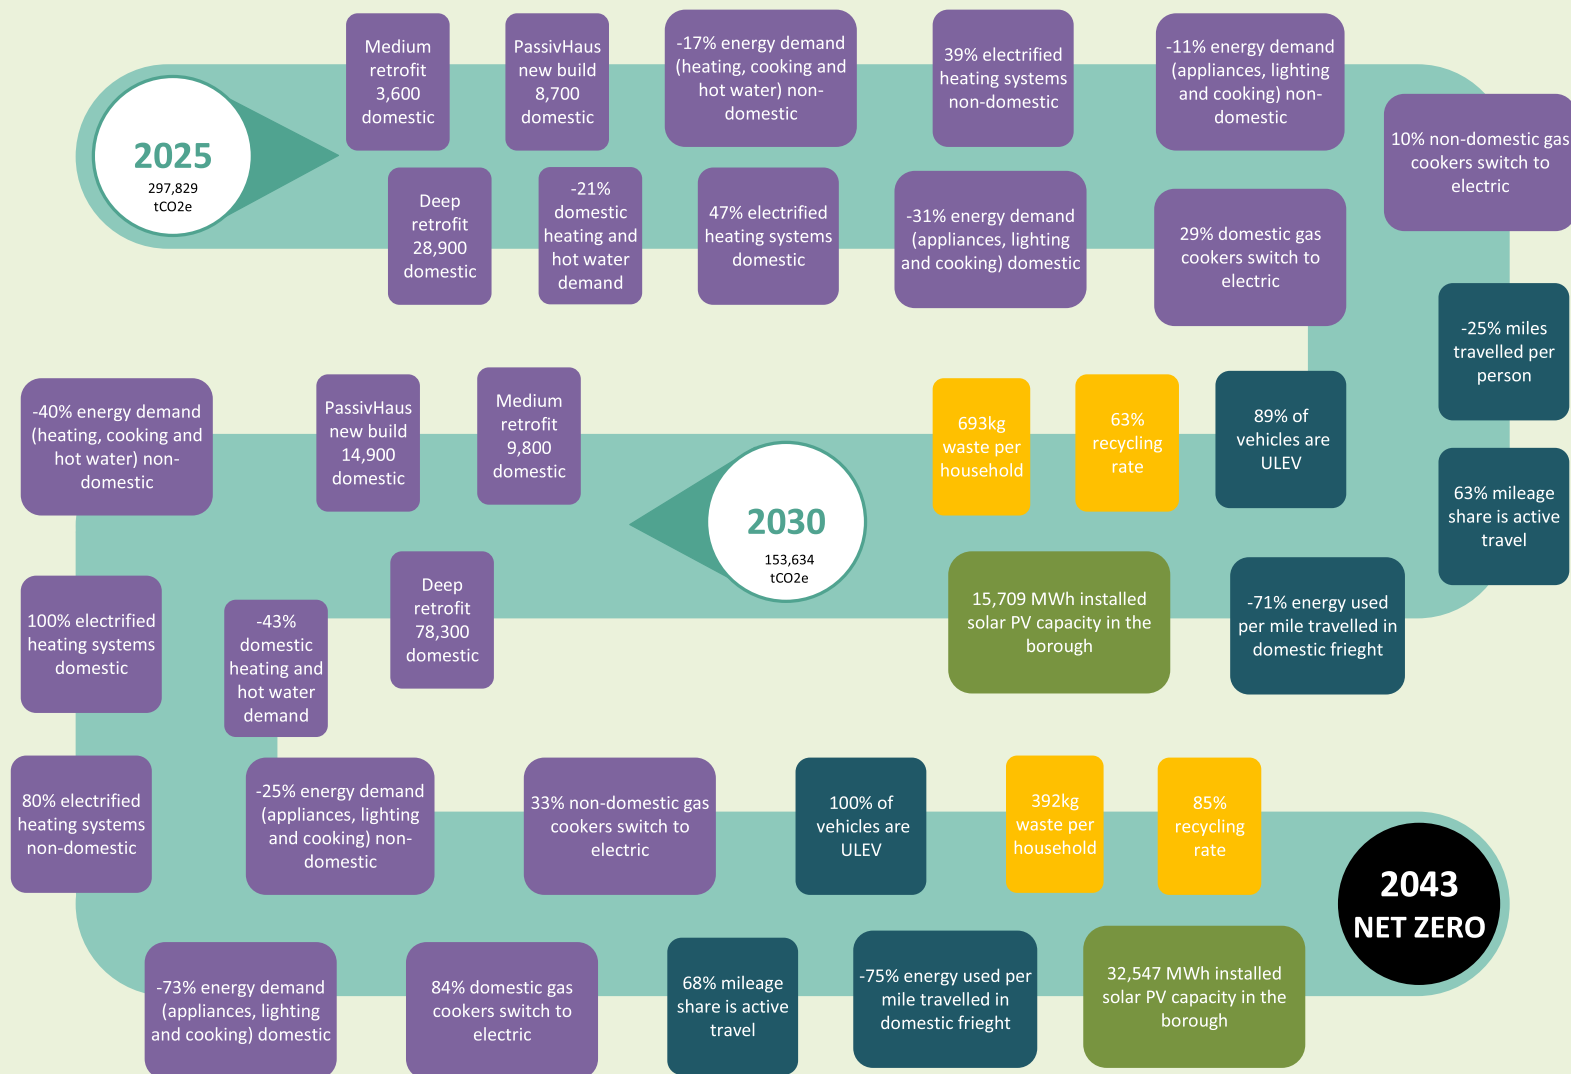 2025
297,829
tCO2e
Medium
retrofit
3,600
domestic
PassivHaus
new build
8,700
domestic
-17% energy demand
(heating, cooking and
hot water) non-
domestic
39% electrified
heating systems
non-domestic
-11% energy demand
(appliances, lighting
and cooking) non-
domestic
10% non-domestic gas
cookers switch to
electric
Deep
retrofit
28,900
domestic
-21%
domestic
heating and
hot water
demand
47% electrified
heating systems
domestic
-31% energy demand
(appliances, lighting
and cooking) domestic
29% domestic gas
cookers switch to
electric
-25% miles
travelled per
person
63% mileage
share is active
travel
89% of
vehicles are
ULEV
-71% energy used
per mile travelled in
domestic frieght
63%
recycling
rate
693kg
waste per
household
15,709 MWh installed
solar PV capacity in the
borough
2030
153,634
tCO2e
Medium
retrofit
9,800
domestic
Deep
retrofit
78,300
domestic
PassivHaus
new build
14,900
domestic
-43%
domestic
heating and
hot water
demand
-40% energy demand
(heating, cooking and
hot water) non-
domestic
100% electrified
heating systems
domestic
80% electrified
heating systems
non-domestic
-25% energy demand
(appliances, lighting
and cooking) non-
domestic
-73% energy demand
(appliances, lighting
and cooking) domestic
33% non-domestic gas
cookers switch to
electric
84% domestic gas
cookers switch to
electric
100% of
vehicles are
ULEV
68% mileage
share is active
travel
-75% energy used per
mile travelled in
domestic frieght
392kg
waste per
household
85%
recycling
rate
32,547 MWh installed
solar PV capacity in the
borough
2043
NET ZERO